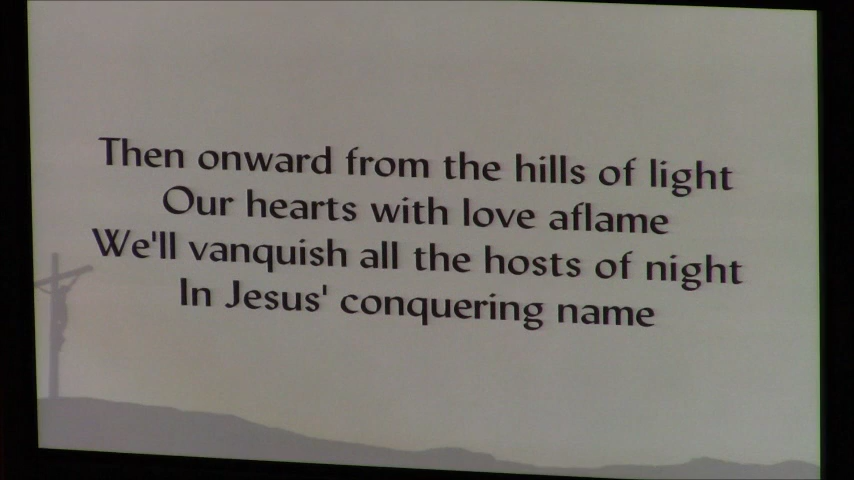 Then onward from the hills of light
Our hearts with love aflame
We'll vanquish all the hosts of night
In Jesus' conquering name